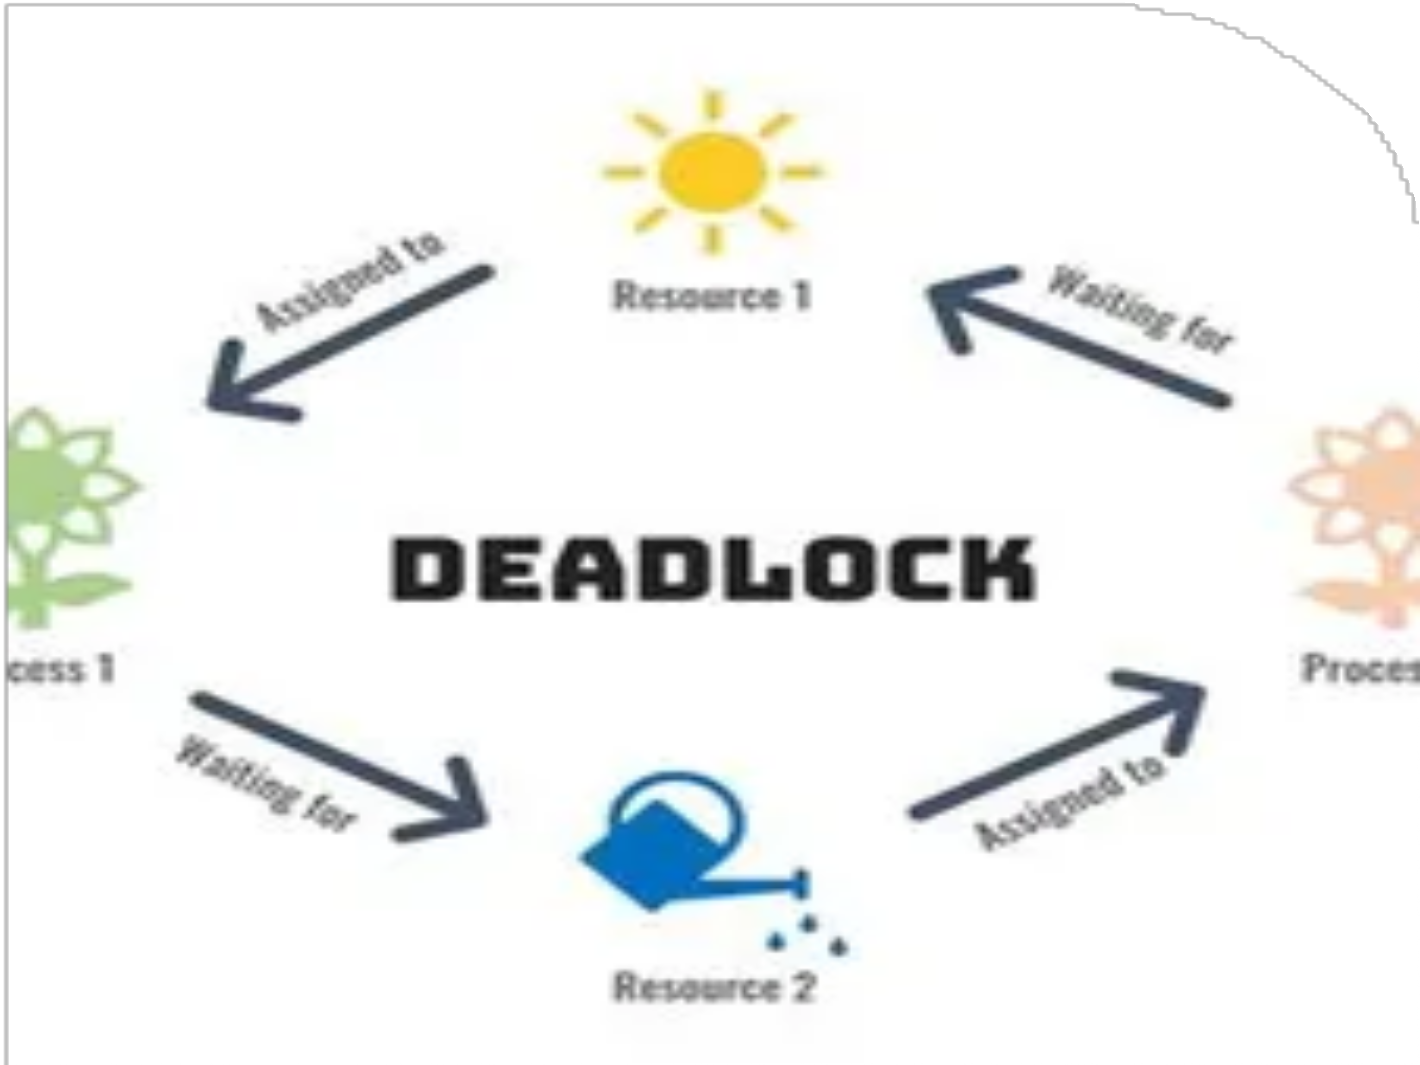 Resource 1
Assigned to
Waiting for
DEADLOCK
cess 1
Proces
Waiting for
Assigned to
Resource 2